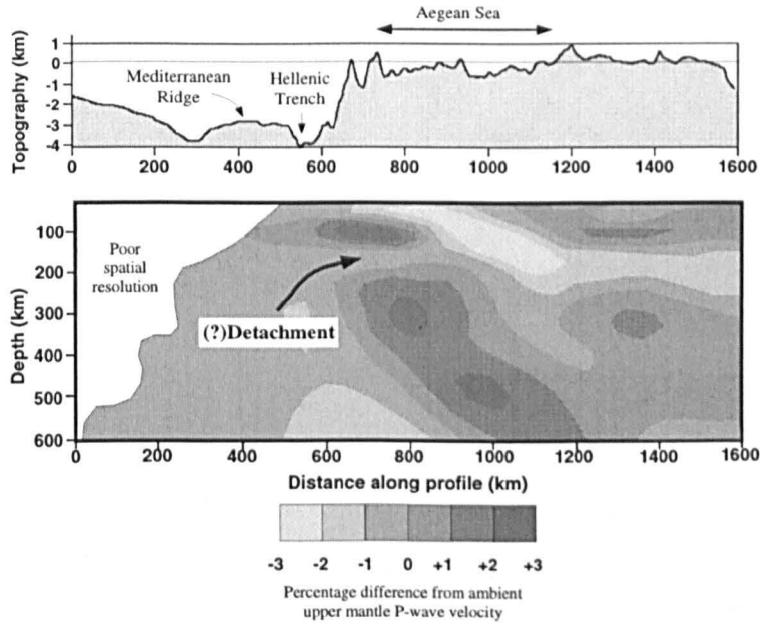 Aegean Sea
Topography (km)
1
0
-1
-2
-3
-4
Mediterranean
Ridge
Hellenic
Trench
0 200 400 600 800 1000 1200 1400 1600
Depth (km)
100
200
300
400
500
600
Poor
spatial
resolution
(?)Detachment
0 200 400 600 800 1000 1200 1400 1600
Distance along profile (km)
-3 -2 -1 0 +1 +2 +3
Percentage difference from ambient
upper mantle P-wave velocity